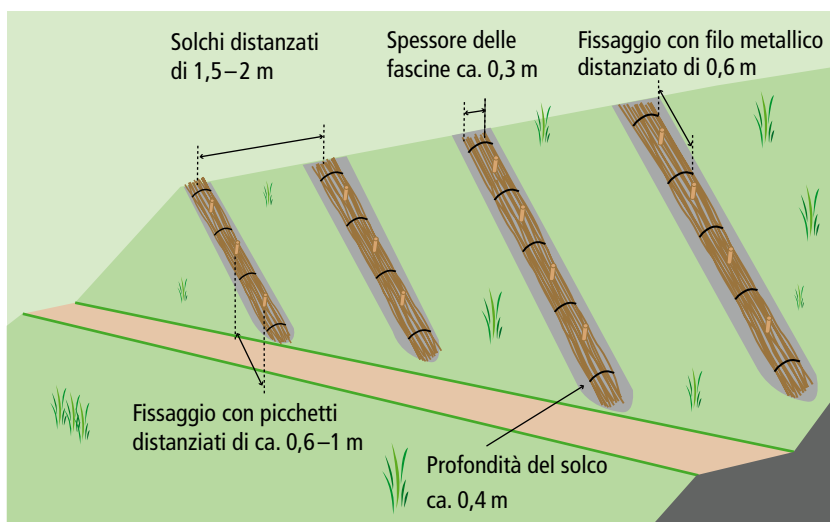 Solchi distanzati
di 1,5–2 m
Spessore delle
fascine ca. 0,3 m
Fissaggio con filo metallico
distanziato di 0,6 m
Fissaggio con picchetti
distanziati di ca. 0,6–1 m
Profondità del solco
ca. 0,4 m